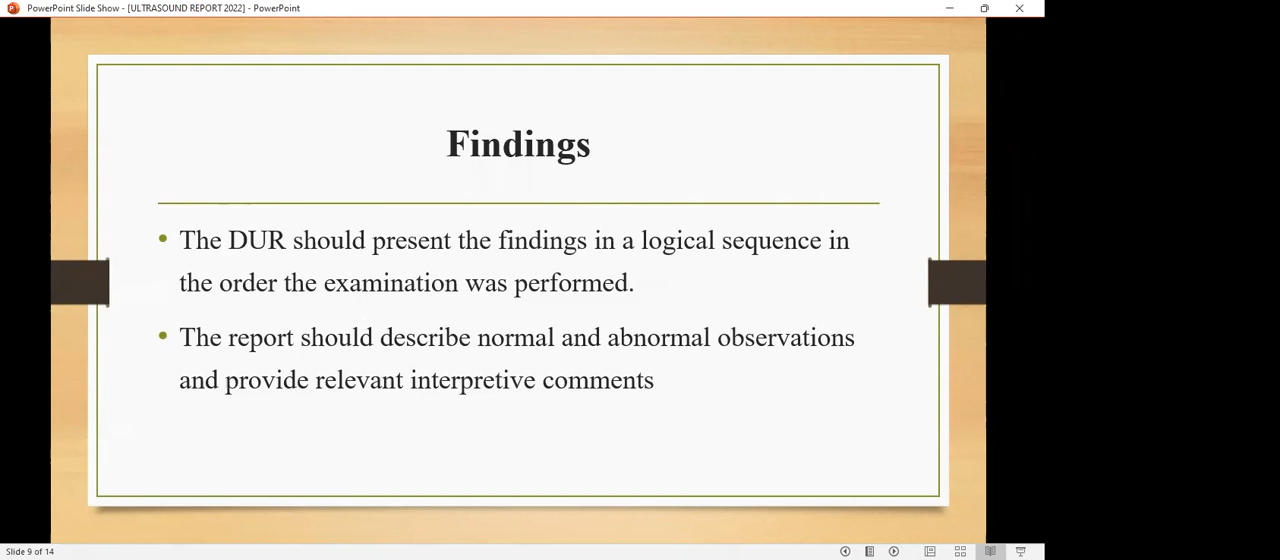 PowerPoint Slide Show - [ULTRASOUND REPORT 2022] - PowerPoint
Findings
• The DUR should present the findings in a logical sequence in
the order the examination was performed.
• The report should describe normal and abnormal observations
and provide relevant interpretive comments
Slide 9 of 14